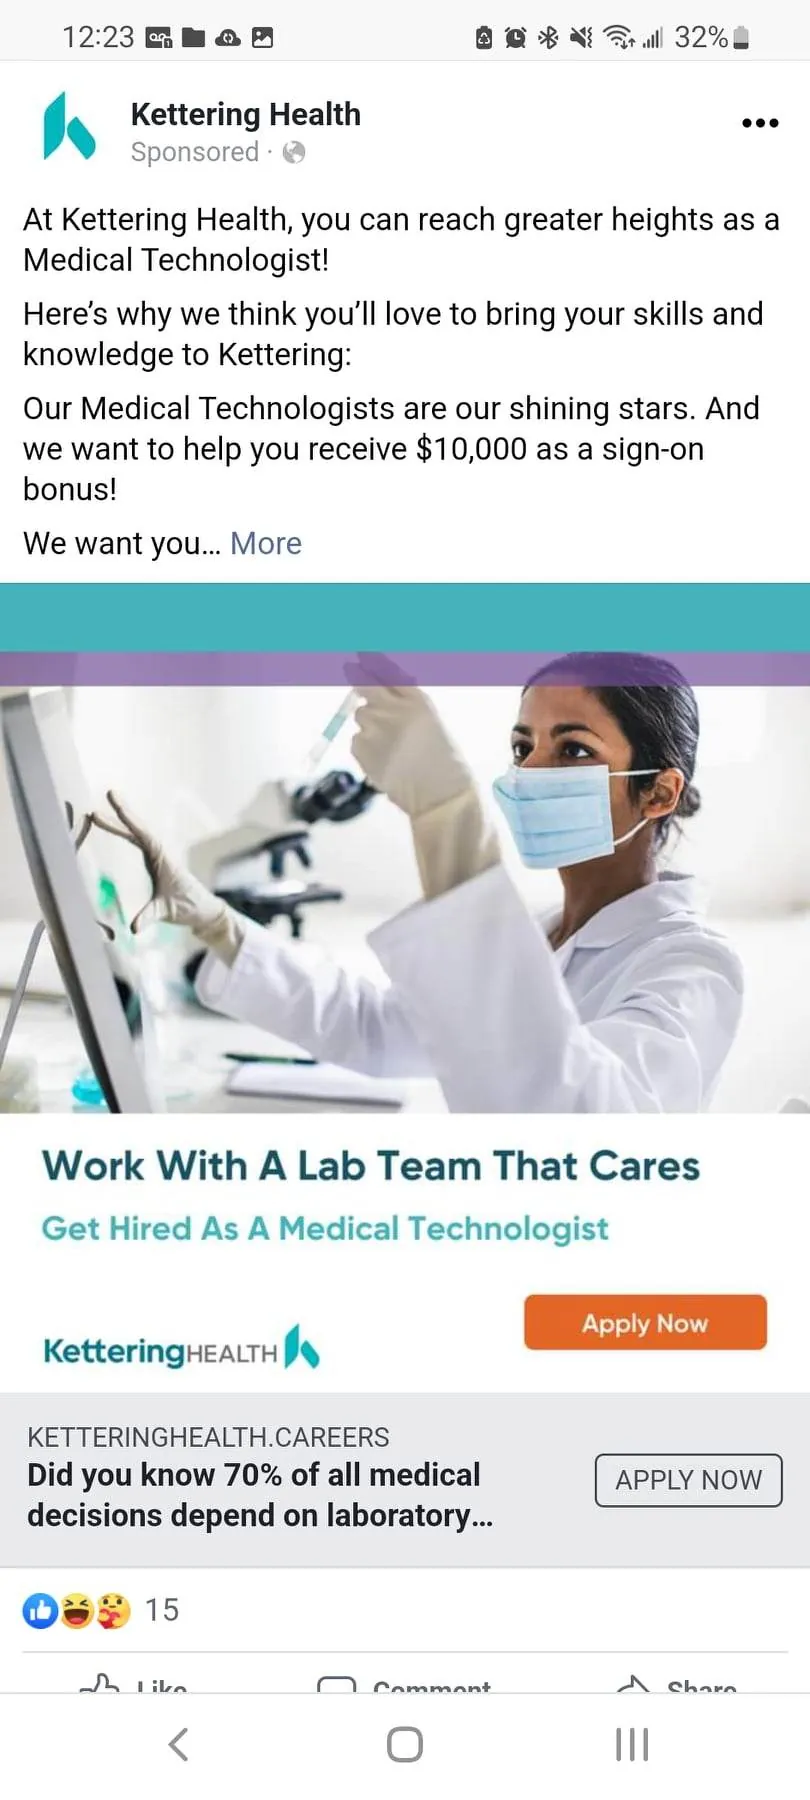 12:23
32%
Kettering Health
Sponsored ·
At Kettering Health, you can reach greater heights as a
Medical Technologist!
Here’s why we think you’ll love to bring your skills and
knowledge to Kettering:
Our Medical Technologists are our shining stars. And
we want to help you receive $10,000 as a sign-on
bonus!
We want you... More
Work With A Lab Team That Cares
Get Hired As A Medical Technologist
Apply Now
KetteringHEALTH
KETTERINGHEALTH.CAREERS
Did you know 70% of all medical
decisions depend on laboratory...
APPLY NOW
15
Like Comment Share